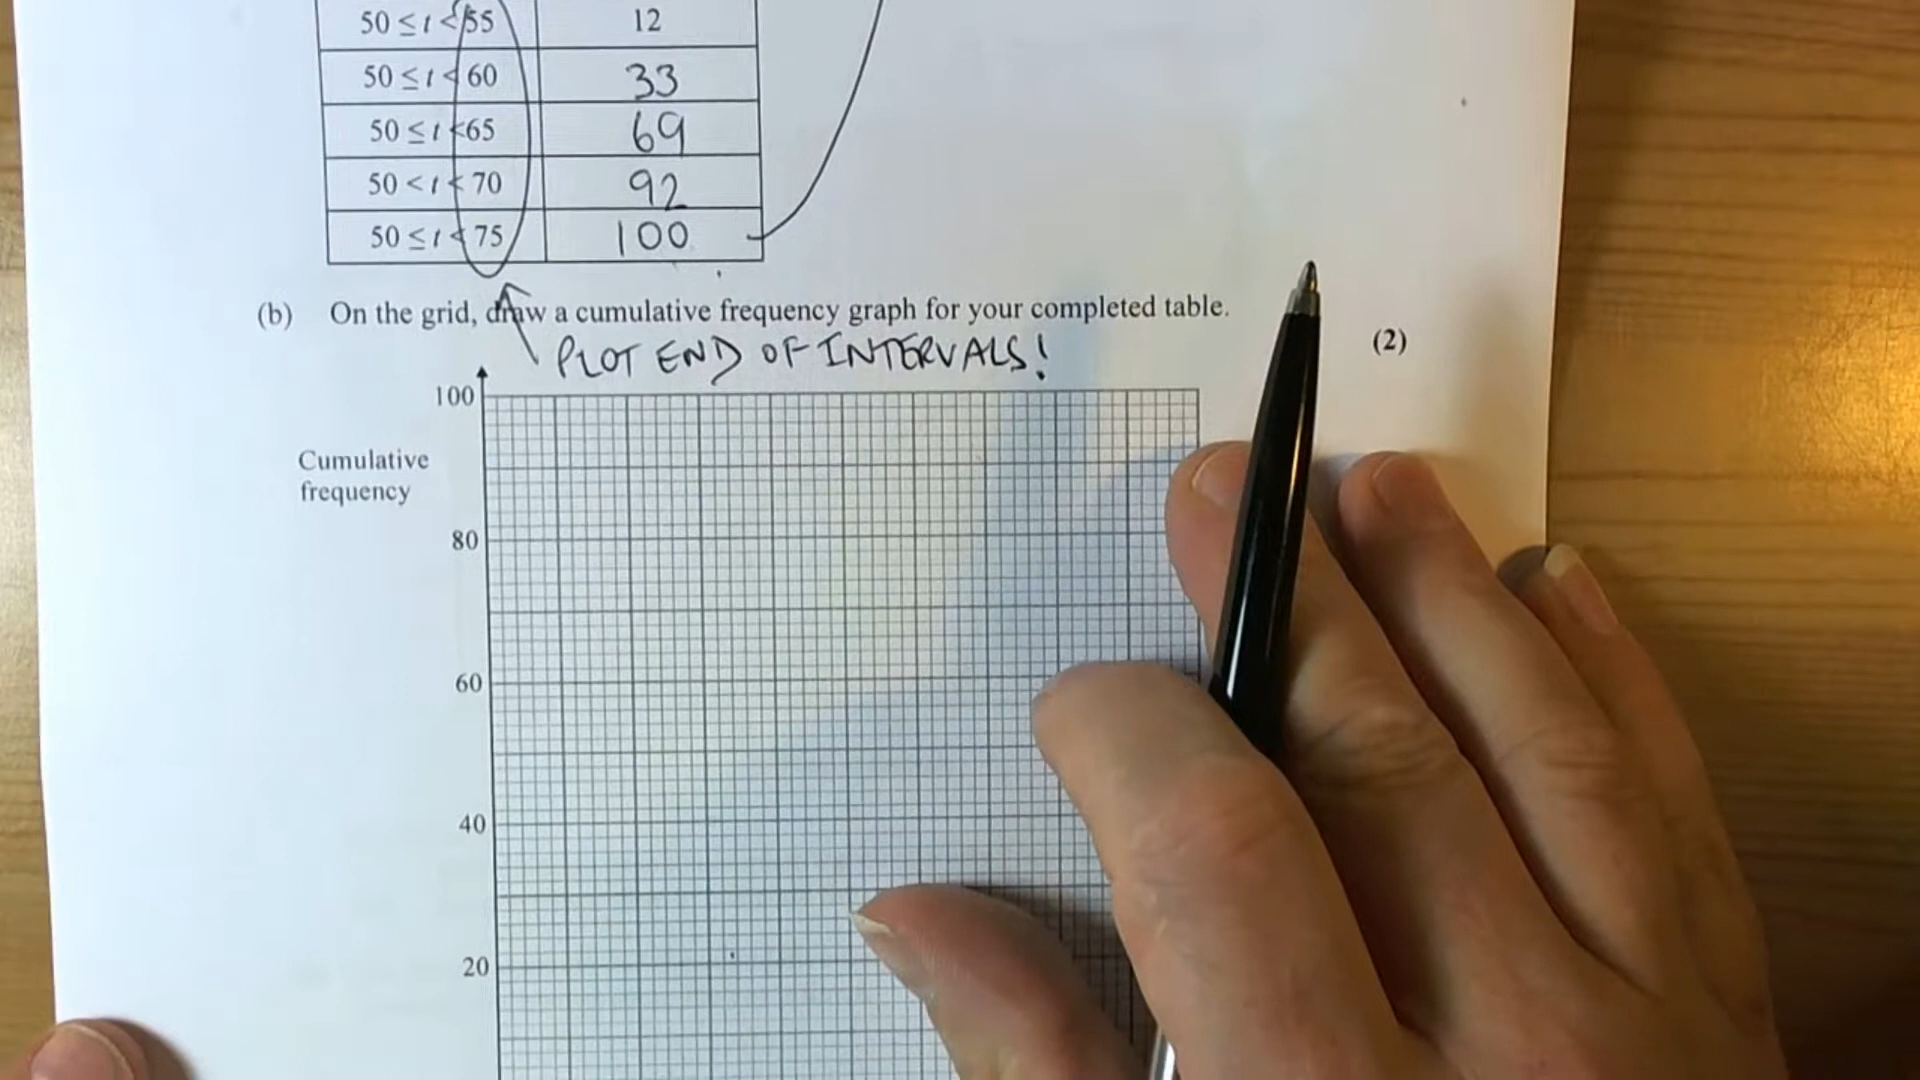 50 ≤ t < 55 12
50 ≤ t < 60 33
50 ≤ t < 65 69
50 < t < 70 92
50 ≤ t < 75 100
(b) On the grid, draw a cumulative frequency graph for your completed table.
(2)
PLOT END OF INTERVALS!
100
Cumulative
frequency
80
60
40
20